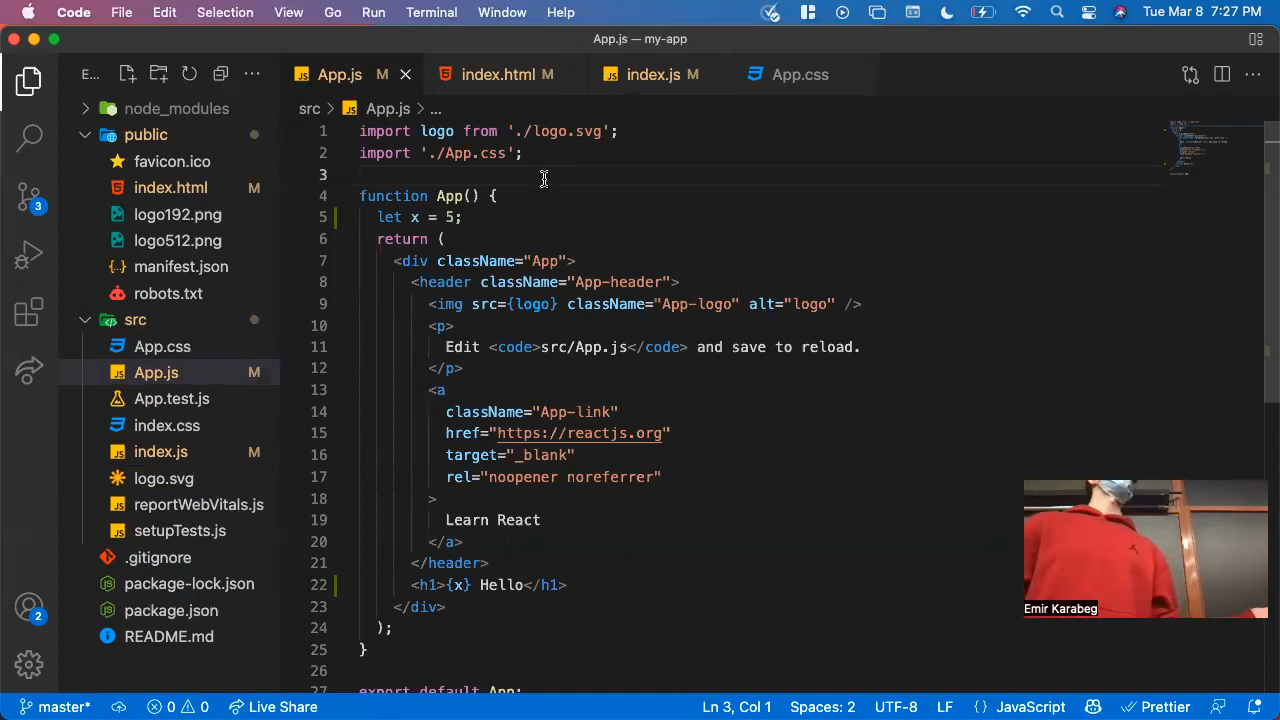 Code File Edit Selection View Go Run Terminal Window Help Tue Mar 8 7:27 PM
App.js — my-app
E... App.js M index.html M index.js M App.css
node_modules
public
favicon.ico
index.html
logo192.png
logo512.png
manifest.json
robots.txt
src
App.css
App.js M
App.test.js
index.css
index.js M
logo.svg
reportWebVitals.js
setupTests.js
.gitignore
package-lock.json
package.json
README.md
3
2
src > App.js > ...
1 import logo from './logo.svg';
2 import './App.css';
3
4 function App() {
5 let x = 5;
6 return (
7 <div className="App">
8 <header className="App-header">
9 <img src={logo} className="App-logo" alt="logo" />
10 <p>
11 Edit <code>src/App.js</code> and save to reload.
12 </p>
13 <a
14 className="App-link"
15 href="https://reactjs.org"
16 target="_blank"
17 rel="noopener noreferrer"
18 >
19 Learn React
20 </a>
21 </header>
22 <h1>{x} Hello</h1>
23 </div>
24 );
25 }
26
27 export default App;
Emir Karabeg
master* 0 0 Live Share Ln 3, Col 1 Spaces: 2 UTF-8 LF {} JavaScript Prettier